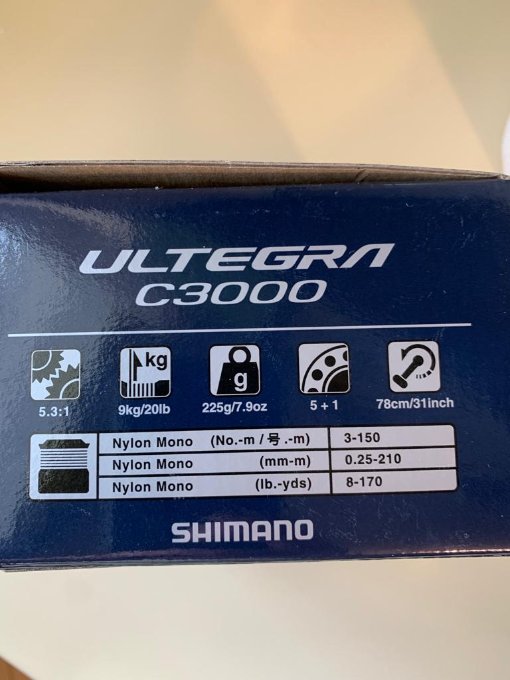 ULTEGRA
C3000
kg
g
5.3:1 9kg/20lb 225g/7.9oz 5 + 1 78cm/31inch
Nylon Mono (No.-m / 号.-m) 3-150
Nylon Mono (mm-m) 0.25-210
Nylon Mono (lb.-yds) 8-170
SHIMANO